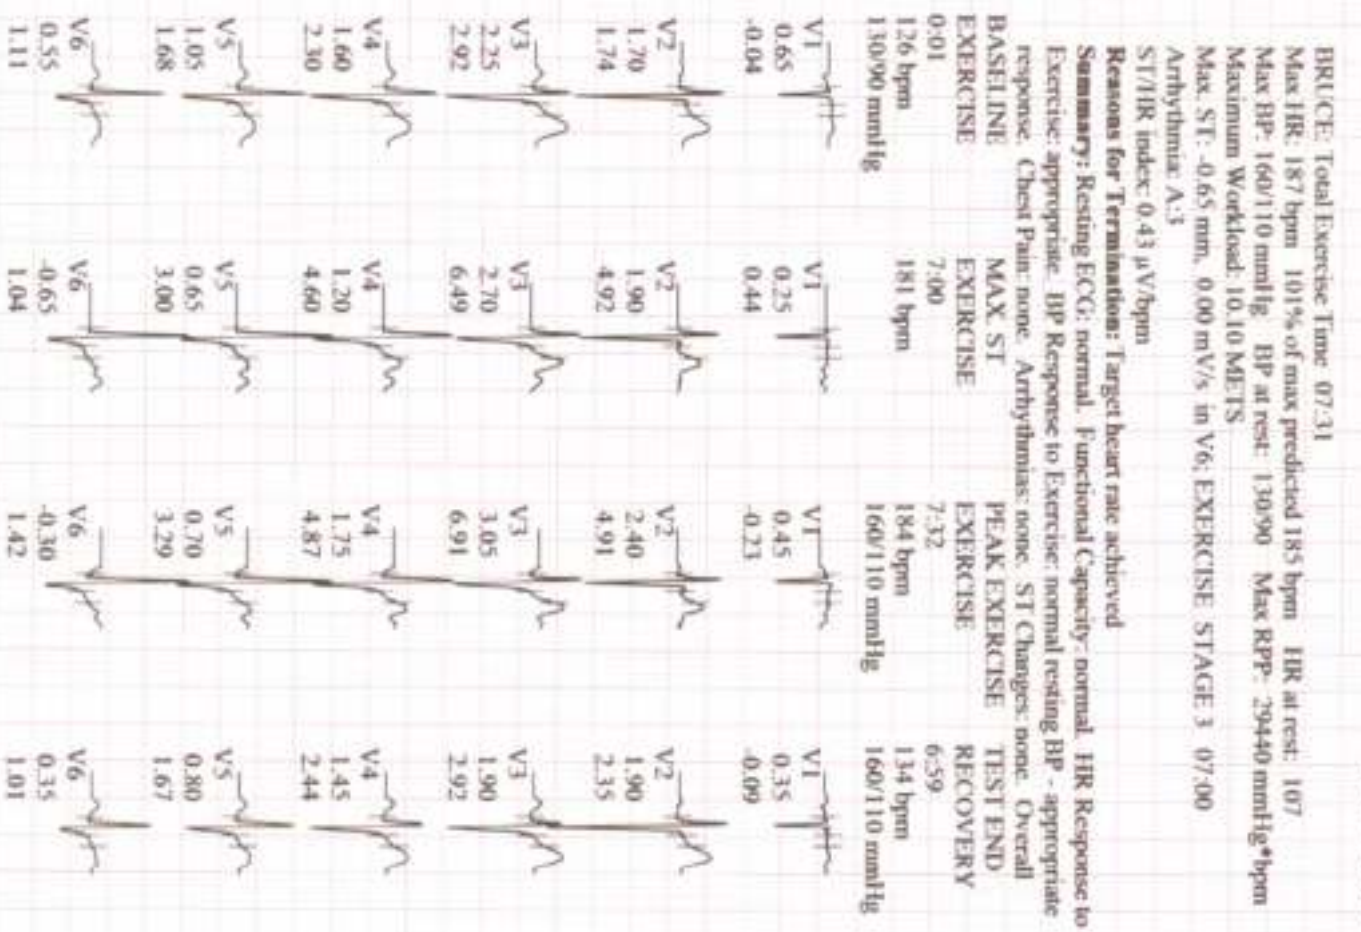 BRUCE: Total Exercise Time 07:31
Max HR: 187 bpm 101% of max predicted 185 bpm HR at rest: 107
Max BP: 160/110 mmHg BP at rest: 130/90 Max RPP: 29440 mmHg*bpm
Maximum Workload: 10.10 METS
Max. ST: -0.65 mm, 0.00 mV/s in V6; EXERCISE STAGE 3 07:00
Arrhythmia: A:3
ST/HR index: 0.43 µV/bpm
Reasons for Termination: Target heart rate achieved
Summary: Resting ECG: normal. Functional Capacity: normal. HR Response to
Exercise: appropriate. BP Response to Exercise: normal resting BP - appropriate
response. Chest Pain: none. Arrhythmias: none. ST Changes: none. Overall
BASELINE MAX. ST PEAK EXERCISE TEST END
EXERCISE EXERCISE EXERCISE RECOVERY
0:01 7:00 7:32 6:59
126 bpm 181 bpm 184 bpm 134 bpm
130/90 mmHg 160/110 mmHg 160/110 mmHg
V1 V1 V1 V1
0.65 0.25 0.45 0.35
-0.04 0.44 -0.23 -0.09
V2 V2 V2 V2
1.70 1.90 2.40 1.90
1.74 4.92 4.91 2.35
V3 V3 V3 V3
2.25 2.70 3.05 1.90
2.92 6.49 6.91 2.92
V4 V4 V4 V4
1.60 1.20 1.75 1.45
2.30 4.60 4.87 2.44
V5 V5 V5 V5
1.05 0.65 0.70 0.80
1.68 3.00 3.29 1.67
V6 V6 V6 V6
0.55 -0.65 -0.30 0.35
1.11 1.04 1.42 1.01